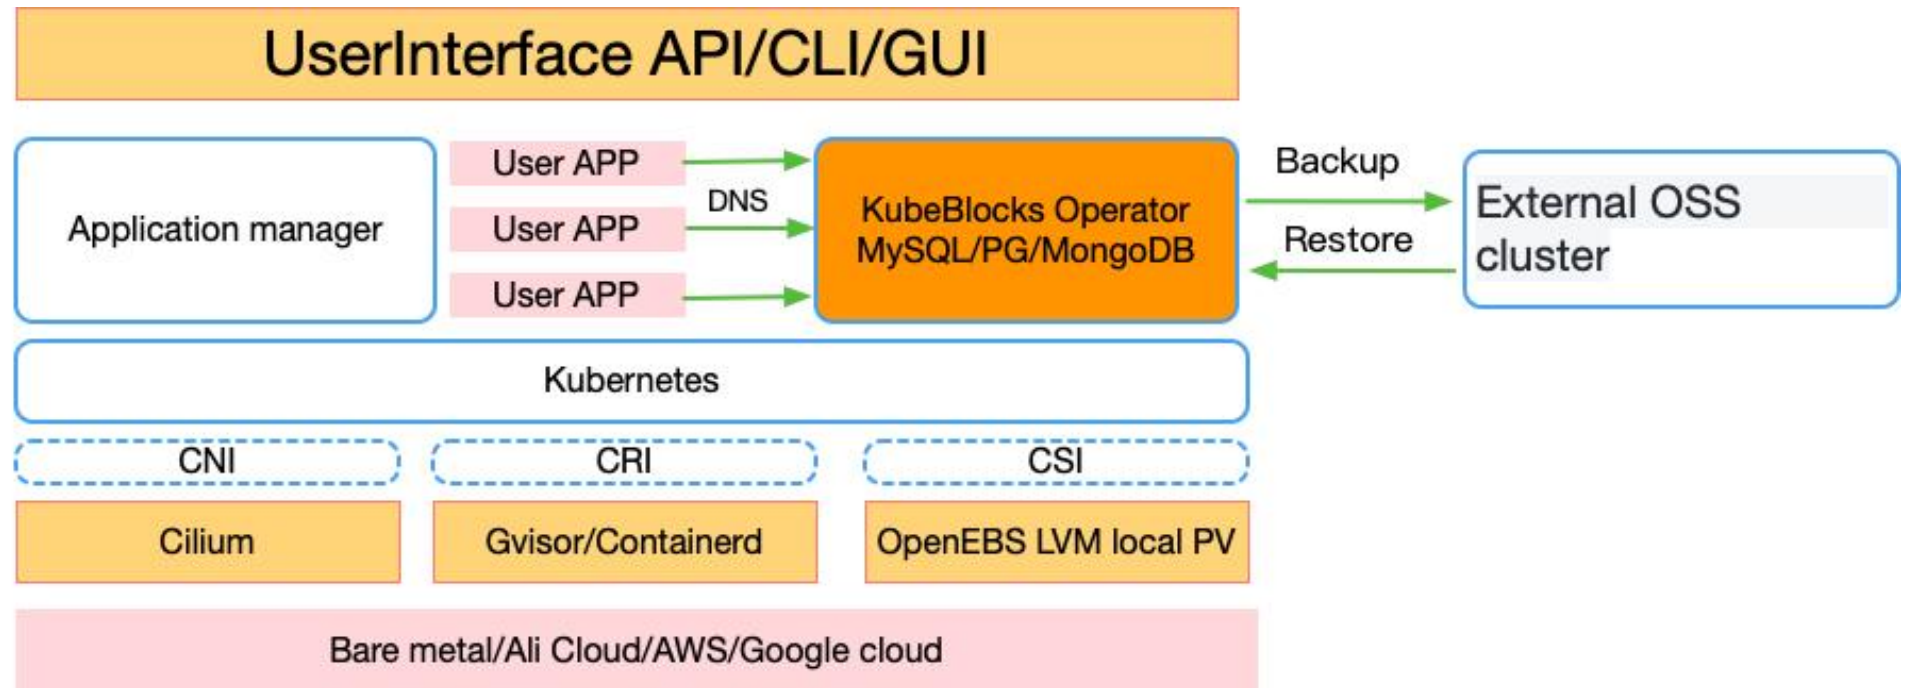 UserInterface API/CLI/GUI
Application manager
User APP
User APP
User APP
DNS
KubeBlocks Operator
MySQL/PG/MongoDB
Backup
Restore
External OSS
cluster
Kubernetes
CNI
CRI
CSI
Cilium
Gvisor/Containerd
OpenEBS LVM local PV
Bare metal/Ali Cloud/AWS/Google cloud